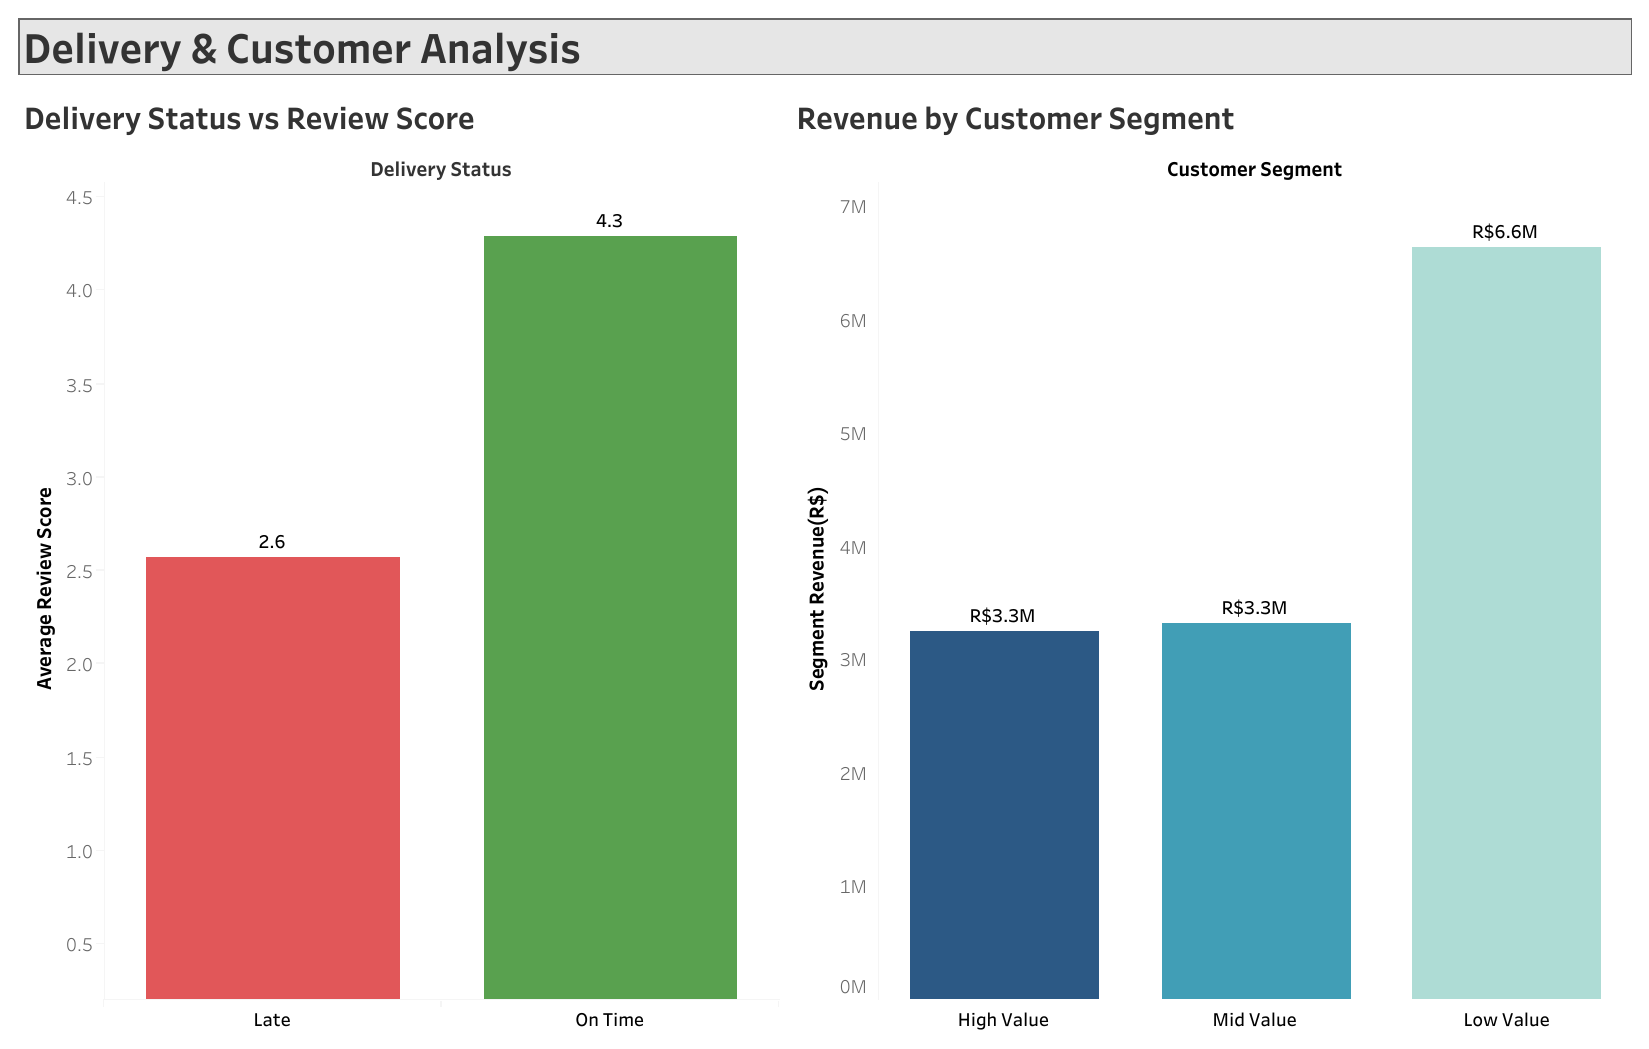 Delivery & Customer Analysis
Delivery Status vs Review Score
Delivery Status
4.5
4.0
3.5
3.0
2.5
2.0
1.5
1.0
0.5
Average Review Score
4.3
2.6
Late
On Time
Revenue by Customer Segment
Customer Segment
7M
6M
5M
4M
3M
2M
1M
0M
Segment Revenue(R$)
R$3.3M
R$3.3M
R$6.6M
High Value
Mid Value
Low Value